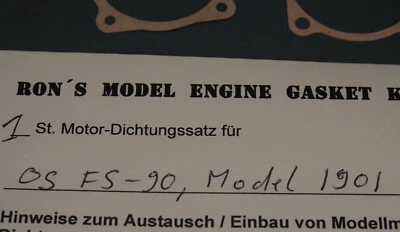 RON´S MODEL ENGINE GASKET K
1 St. Motor-Dichtungssatz für
OS FS-90, Model 1901
Hinweise zum Austausch / Einbau von Modellm